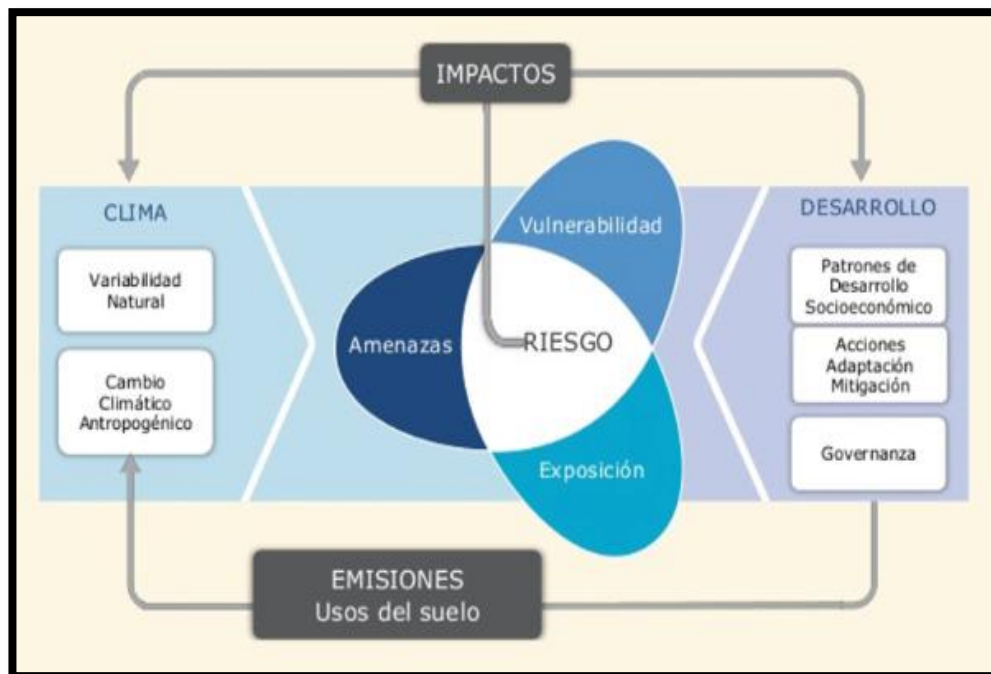 IMPACTOS
CLIMA
Variabilidad
Natural
Cambio
Climático
Antropogénico
Vulnerabilidad
Amenazas
RIESGO
Exposición
DESARROLLO
Patrones de
Desarrollo
Socioeconómico
Acciones
Adaptación
Mitigación
Governanza
EMISIONES
Usos del suelo